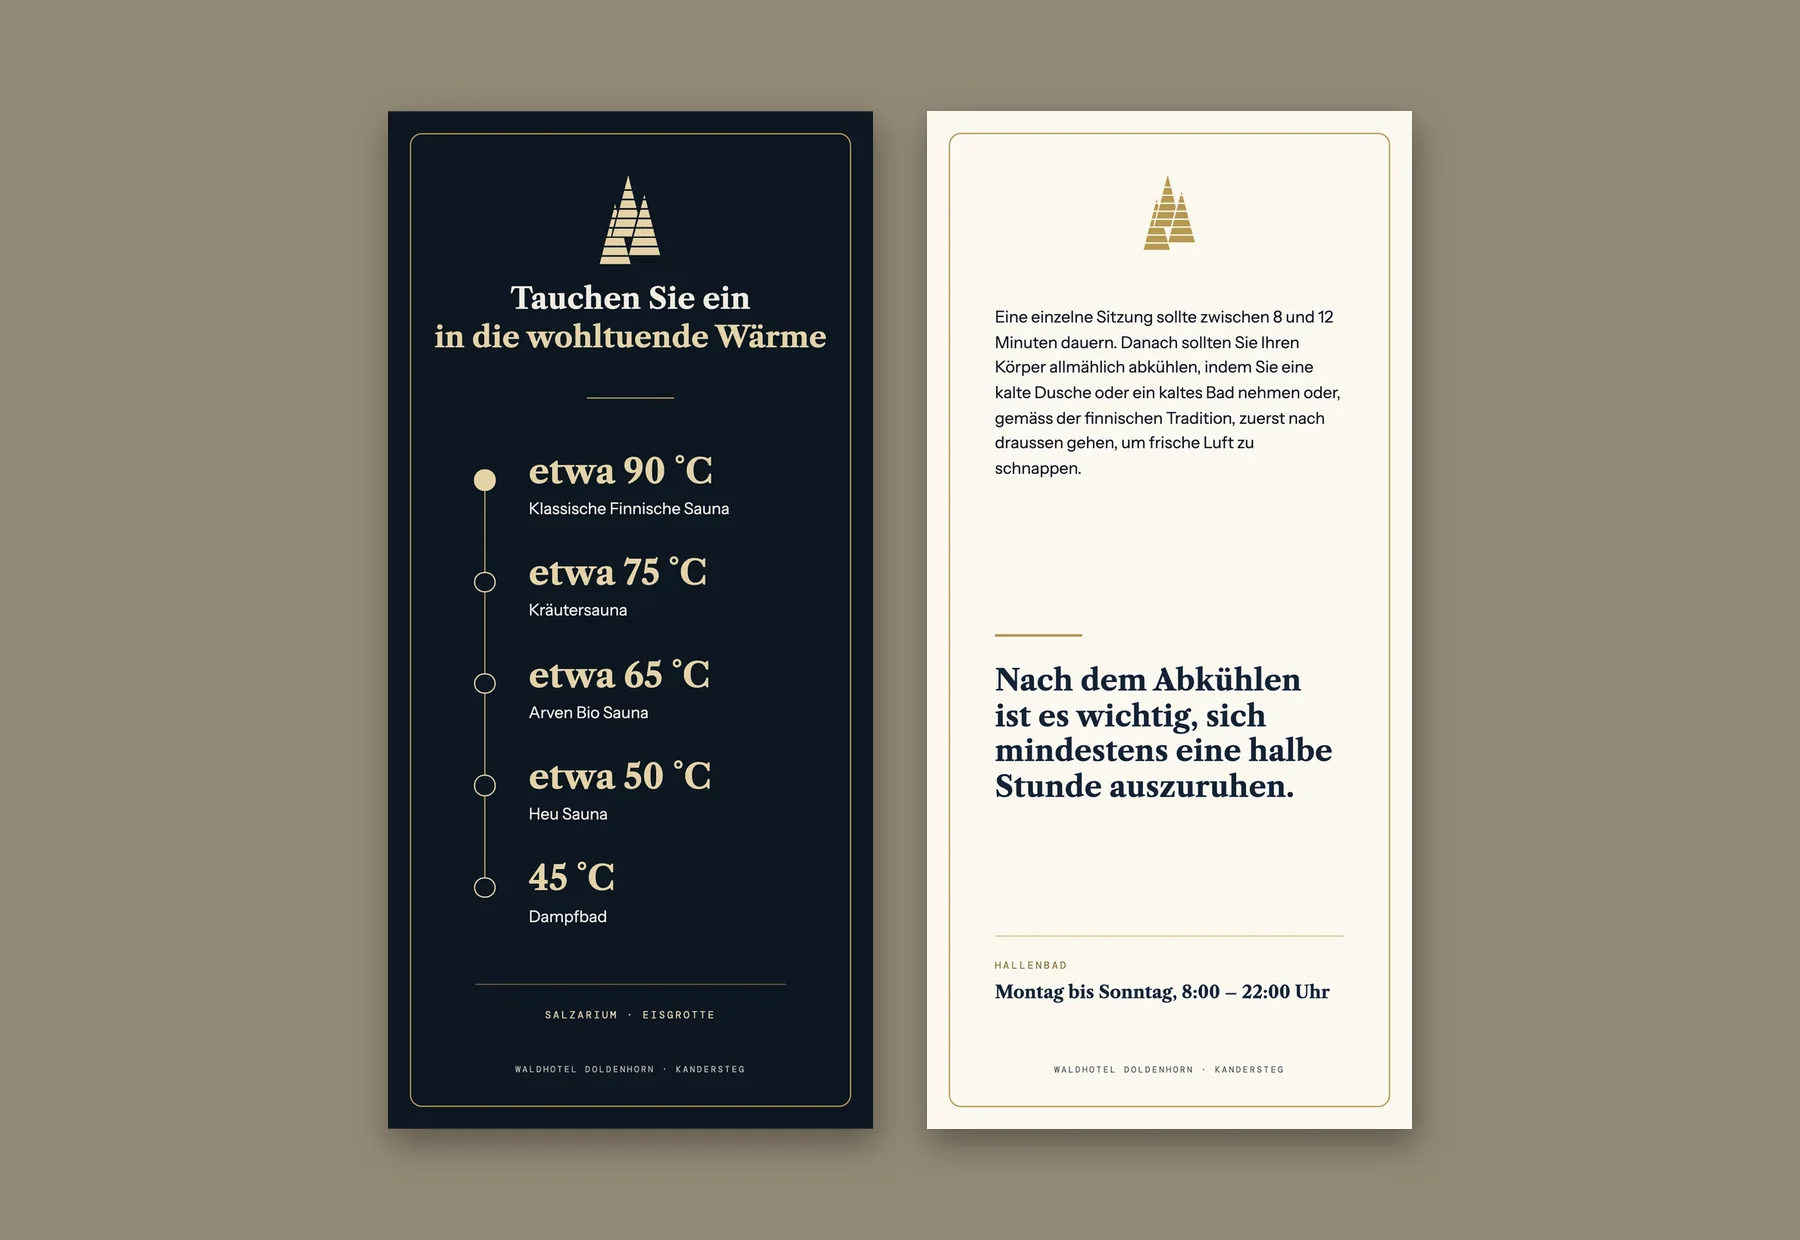 Tauchen Sie ein
in die wohltuende Wärme
etwa 90 °C
Klassische Finnische Sauna
etwa 75 °C
Kräutersauna
etwa 65 °C
Arven Bio Sauna
etwa 50 °C
Heu Sauna
45 °C
Dampfbad
SALZARIUM · EISGROTTE
WALDHOTEL DOLDENHORN · KANDERSTEG
Eine einzelne Sitzung sollte zwischen 8 und 12
Minuten dauern. Danach sollten Sie Ihren
Körper allmählich abkühlen, indem Sie eine
kalte Dusche oder ein kaltes Bad nehmen oder,
gemäss der finnischen Tradition, zuerst nach
draussen gehen, um frische Luft zu
schnappen.
Nach dem Abkühlen
ist es wichtig, sich
mindestens eine halbe
Stunde auszuruhen.
HALLENBAD
Montag bis Sonntag, 8:00 – 22:00 Uhr
WALDHOTEL DOLDENHORN · KANDERSTEG